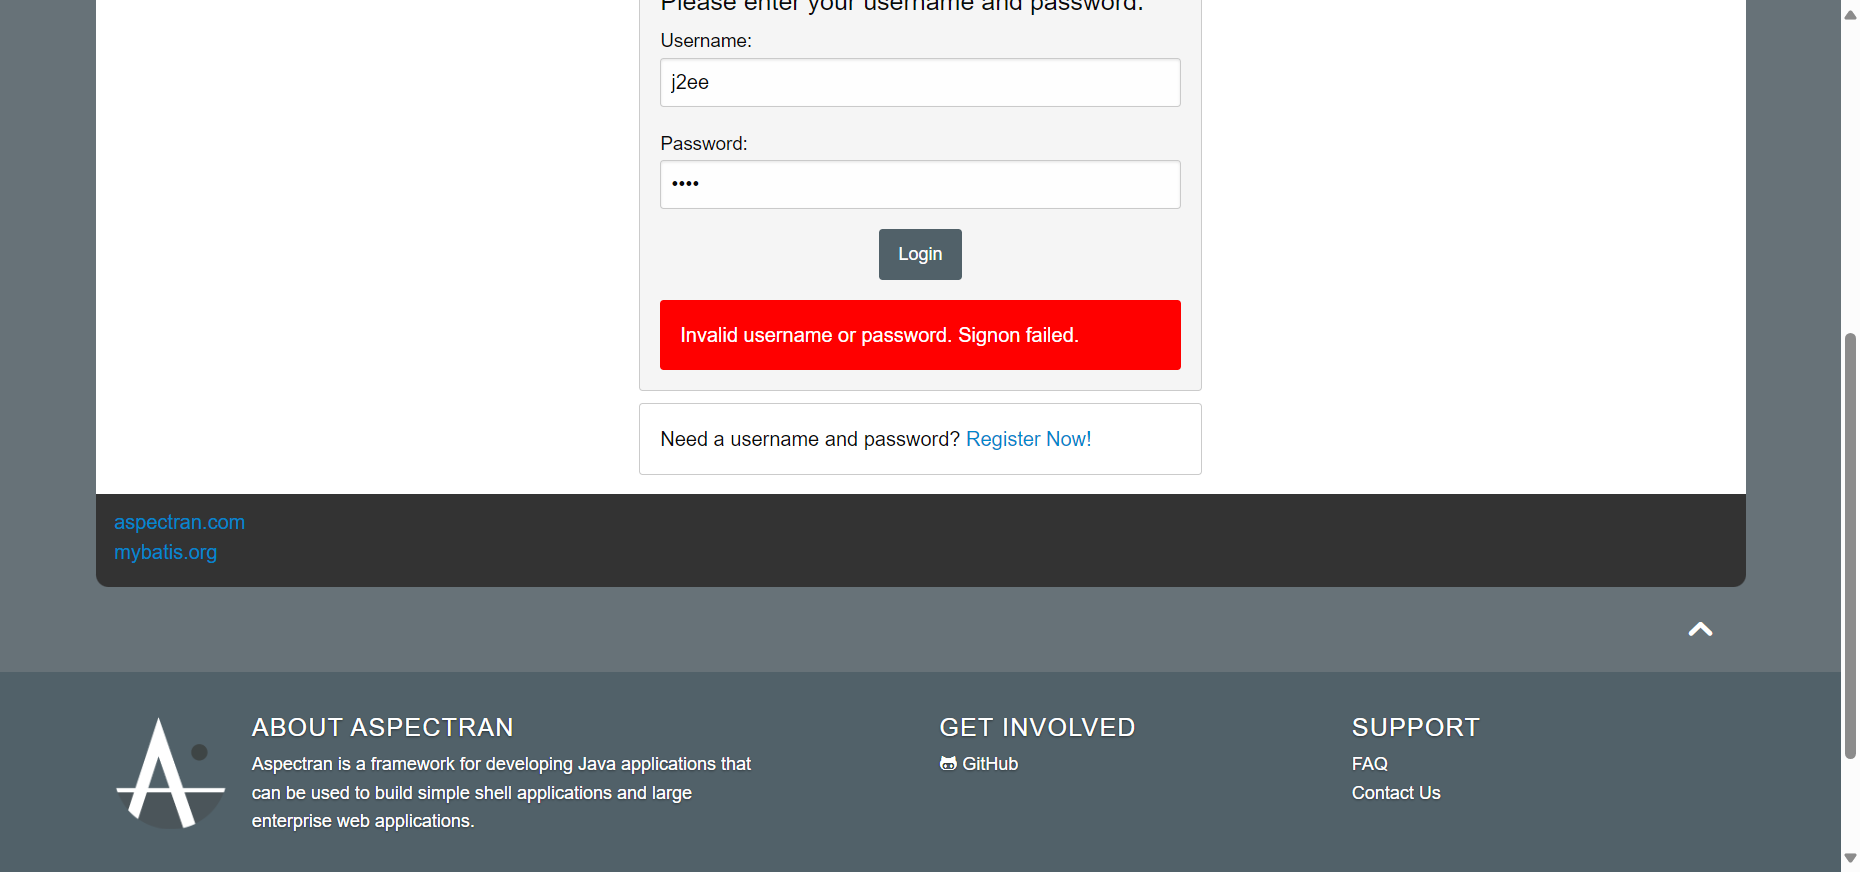 Please enter your username and password.
Username:
j2ee
Password:
••••
Login
Invalid username or password. Signon failed.
Need a username and password? Register Now!
aspectran.com
mybatis.org
ABOUT ASPECTRAN
Aspectran is a framework for developing Java applications that
can be used to build simple shell applications and large
enterprise web applications.
GET INVOLVED
GitHub
SUPPORT
FAQ
Contact Us